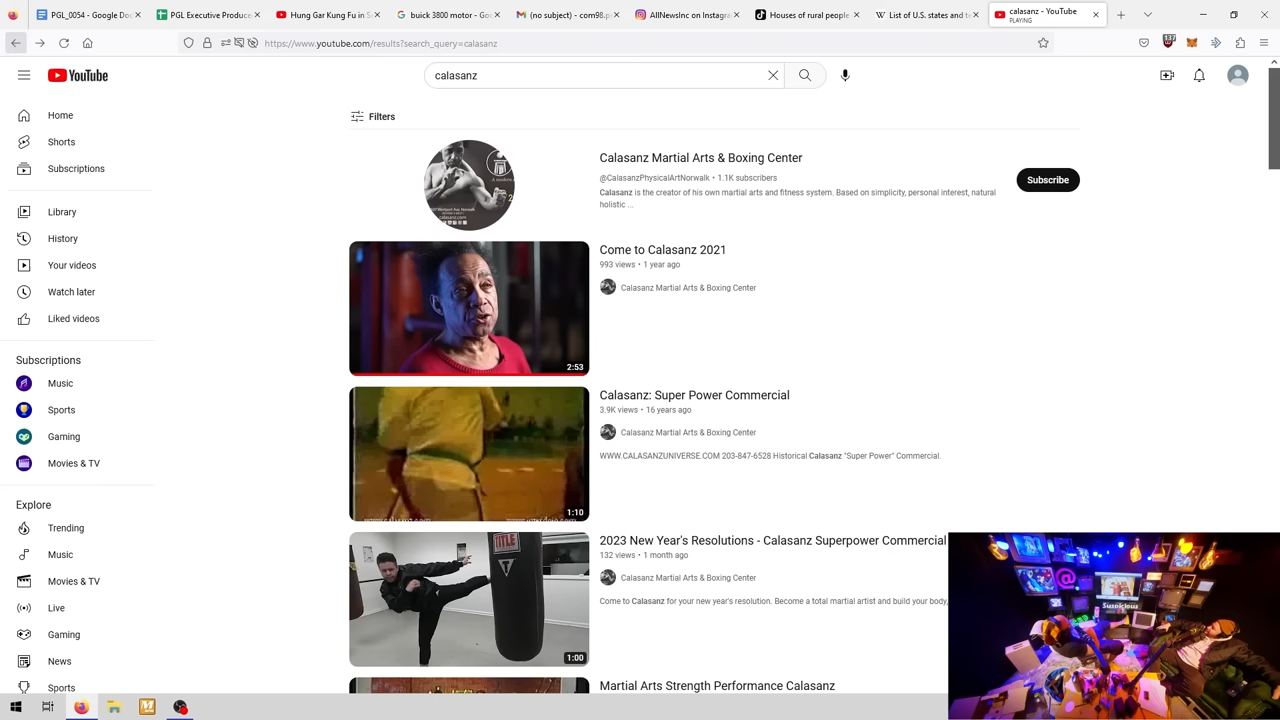 PGL_0054 - Google Doc
PGL Executive Produce
Hung Gar Kung Fu in S
buick 3800 motor - Go
(no subject) - com98.p
AllNewsInc on Instagra
Houses of rural people
List of U.S. states and te
calasanz - YouTube
PLAYING
https://www.youtube.com/results?search_query=calasanz
137
YouTube
calasanz
Home
Shorts
Subscriptions
Library
History
Your videos
Watch later
Liked videos
Subscriptions
Music
Sports
Gaming
Movies & TV
Explore
Trending
Music
Movies & TV
Live
Gaming
News
Sports
Filters
Calasanz Martial Arts & Boxing Center
@CalasanzPhysicalArtNorwalk • 1.1K subscribers
Calasanz is the creator of his own martial arts and fitness system. Based on simplicity, personal interest, natural
holistic ...
Subscribe
Come to Calasanz 2021
993 views • 1 year ago
Calasanz Martial Arts & Boxing Center
2:53
Calasanz: Super Power Commercial
3.9K views • 16 years ago
Calasanz Martial Arts & Boxing Center
WWW.CALASANZUNIVERSE.COM 203-847-6528 Historical Calasanz "Super Power" Commercial.
1:10
2023 New Year's Resolutions - Calasanz Superpower Commercial
132 views • 1 month ago
Calasanz Martial Arts & Boxing Center
Come to Calasanz for your new year's resolution. Become a total martial artist and build your body,
TITLE
1:00
Martial Arts Strength Performance Calasanz
Suspicious